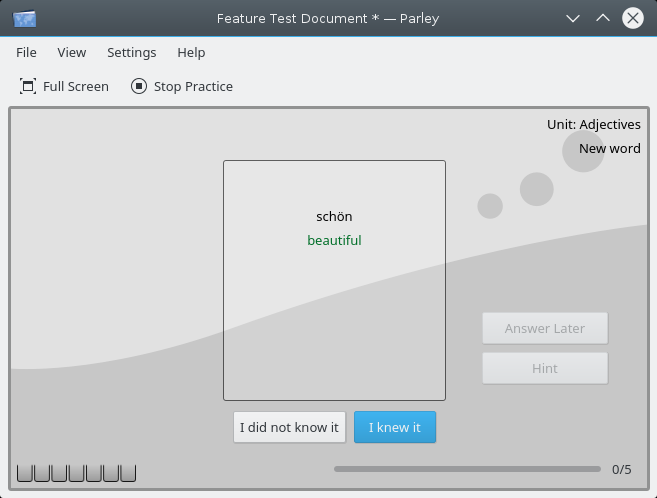 Feature Test Document * — Parley
File View Settings Help
Full Screen Stop Practice
Unit: Adjectives
New word
schön
beautiful
Answer Later
Hint
I did not know it I knew it
0/5